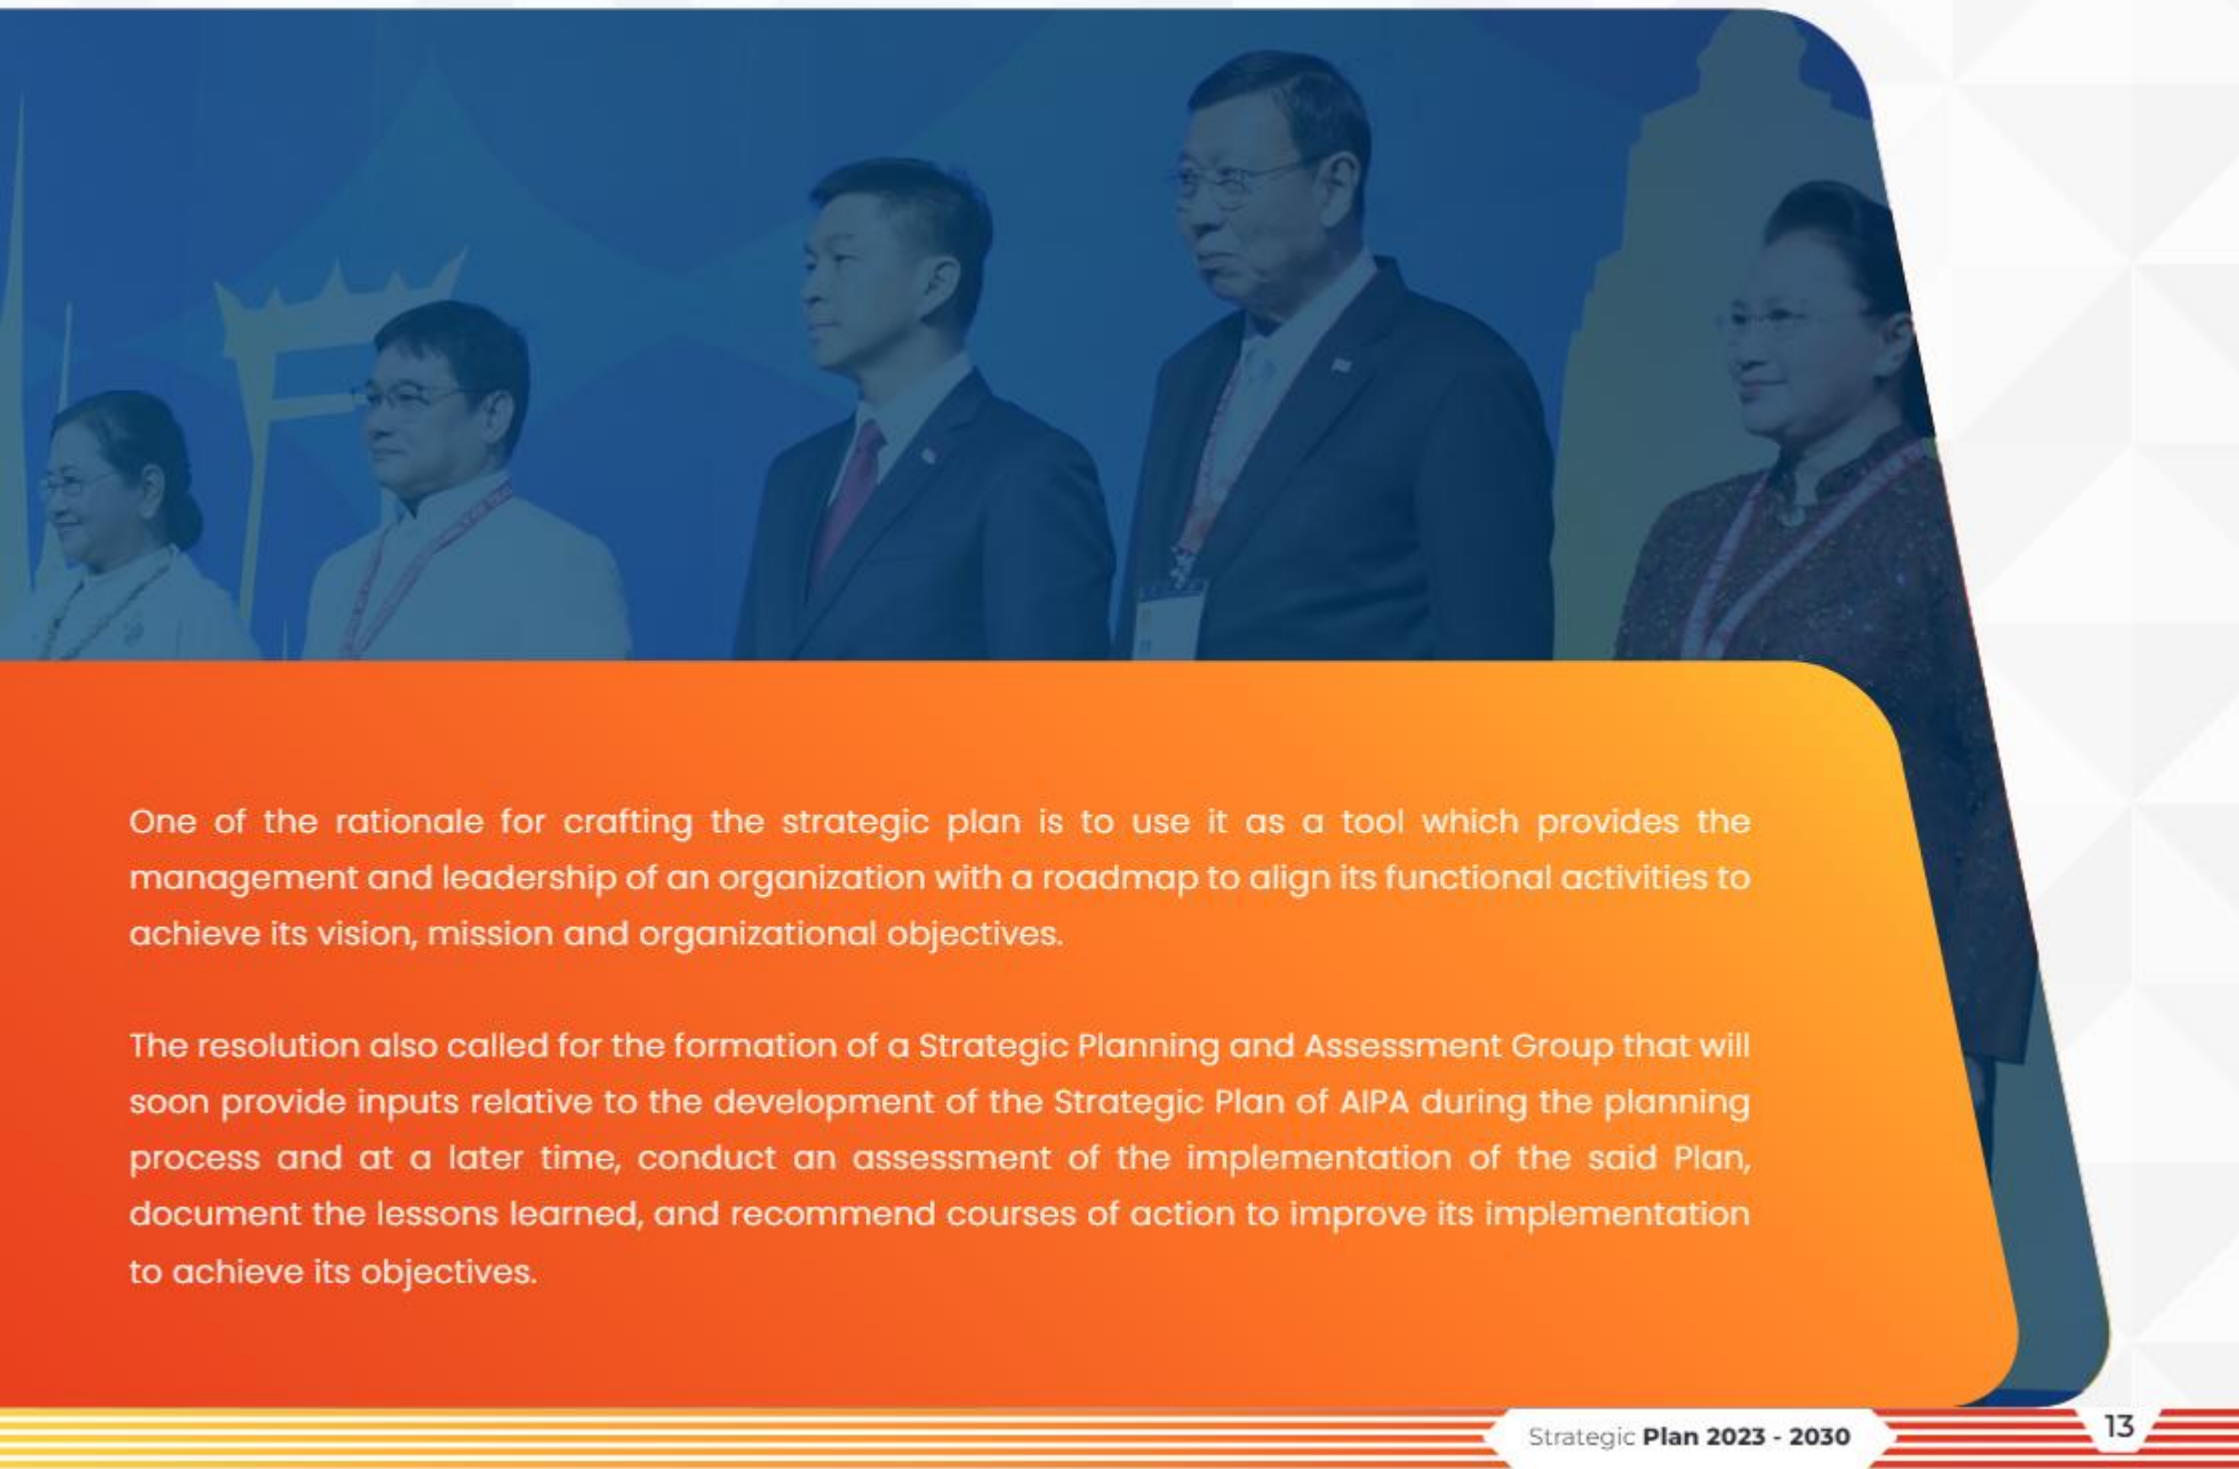 One of the rationale for crafting the strategic plan is to use it as a tool which provides the
management and leadership of an organization with a roadmap to align its functional activities to
achieve its vision, mission and organizational objectives.
The resolution also called for the formation of a Strategic Planning and Assessment Group that will
soon provide inputs relative to the development of the Strategic Plan of AIPA during the planning
process and at a later time, conduct an assessment of the implementation of the said Plan,
document the lessons learned, and recommend courses of action to improve its implementation
to achieve its objectives.
Strategic Plan 2023 - 2030
13